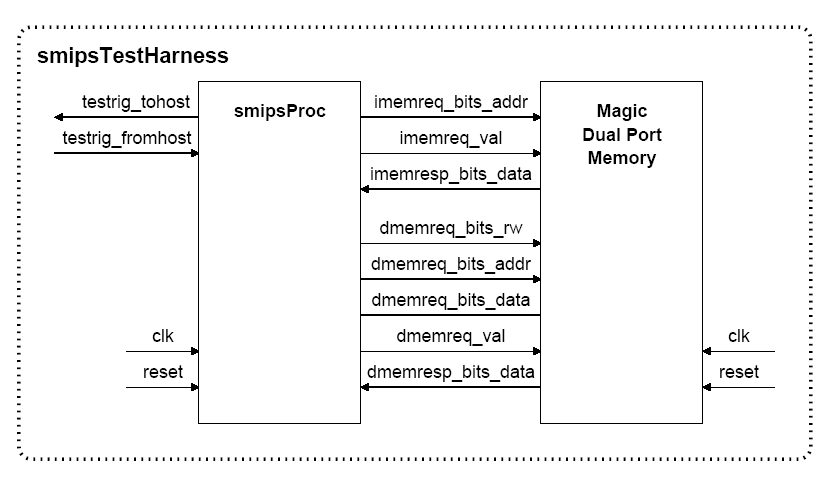 smipsTestHarness
testrig_tohost
testrig_fromhost
clk
reset
smipsProc
imemreq_bits_addr
imemreq_val
imemresp_bits_data
dmemreq_bits_rw
dmemreq_bits_addr
dmemreq_bits_data
dmemreq_val
dmemresp_bits_data
Magic
Dual Port
Memory
clk
reset